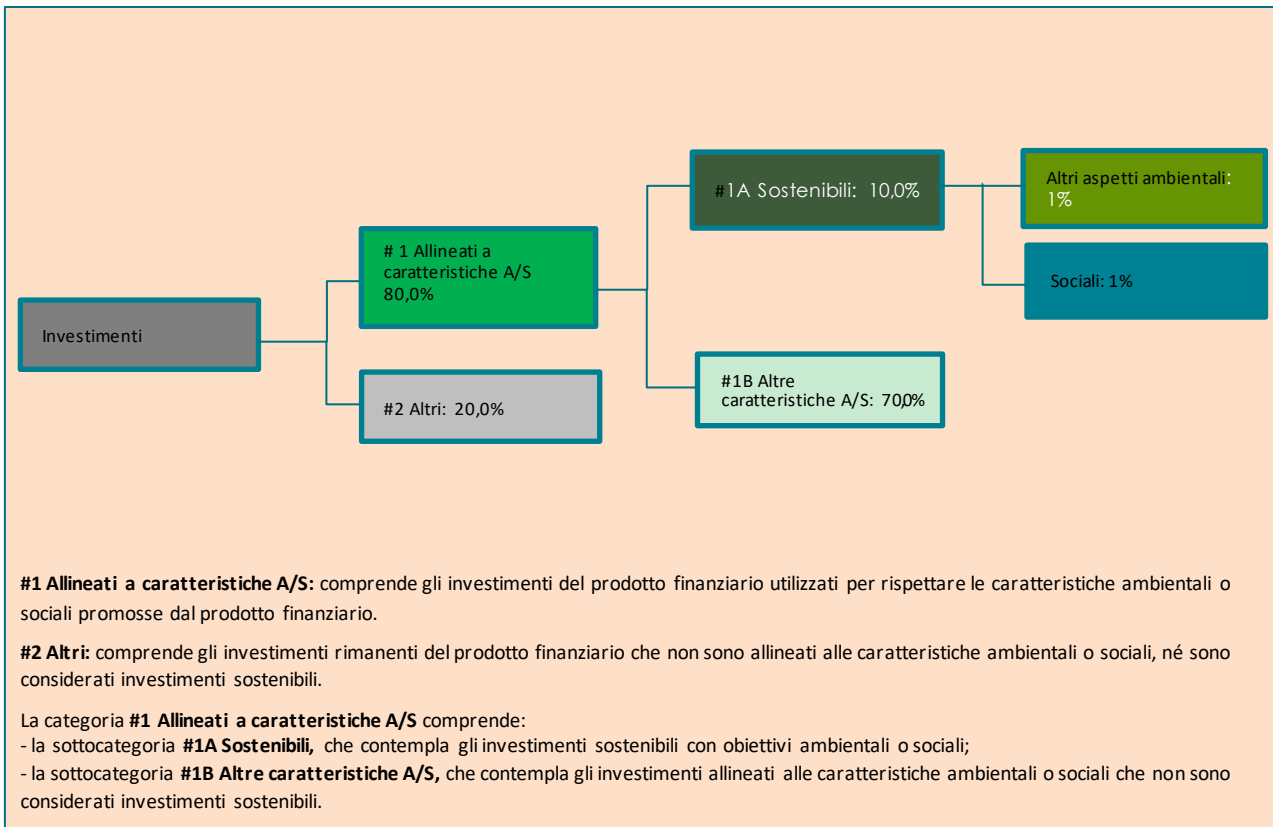 #1A Sostenibili: 10,0%
Altri aspetti ambientali:
1%
# 1 Allineati a
caratteristiche A/S
80,0%
Sociali: 1%
Investimenti
#2 Altri: 20,0%
#1B Altre
caratteristiche A/S: 70,0%
#1 Allineati a caratteristiche A/S: comprende gli investimenti del prodotto finanziario utilizzati per rispettare le caratteristiche ambientali o
sociali promosse dal prodotto finanziario.
#2 Altri: comprende gli investimenti rimanenti del prodotto finanziario che non sono allineati alle caratteristiche ambientali o sociali, né sono
considerati investimenti sostenibili.
La categoria #1 Allineati a caratteristiche A/S comprende:
- la sottocategoria #1A Sostenibili, che contempla gli investimenti sostenibili con obiettivi ambientali o sociali;
- la sottocategoria #1B Altre caratteristiche A/S, che contempla gli investimenti allineati alle caratteristiche ambientali o sociali che non sono
considerati investimenti sostenibili.